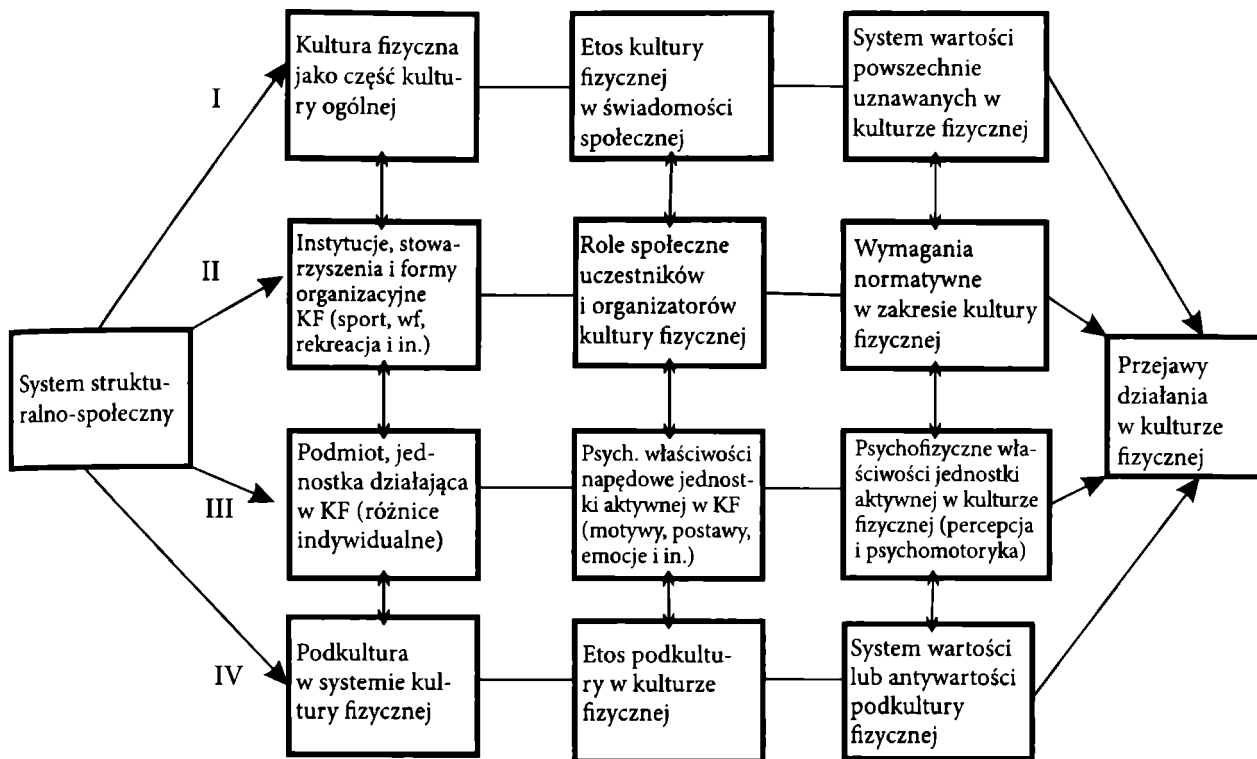 Kultura fizyczna
jako część kultu-
ry ogólnej
Etos kultury
fizycznej
w świadomości
społecznej
System wartości
powszechnie
uznawanych w
kulturze fizycznej
I
Instytucje, stowa-
rzyszenia i formy
organizacyjne
KF (sport, wf,
rekreacja i in.)
Role społeczne
uczestników
i organizatorów
kultury fizycznej
Wymagania
normatywne
w zakresie kultury
fizycznej
II
System struktu-
ralno-społeczny
Przejawy
działania
w kulturze
fizycznej
III
Podmiot, jed-
nostka działająca
w KF (różnice
indywidualne)
Psych. właściwości
napędowe jednost-
ki aktywnej w KF
(motywy, postawy,
emocje i in.)
Psychofizyczne wła-
ściwości jednostki
aktywnej w kulturze
fizycznej (percepcja
i psychomotoryka)
IV
Podkultura
w systemie kul-
tury fizycznej
Etos podkultu-
ry w kulturze
fizycznej
System wartości
lub antywartości
podkultury
fizycznej